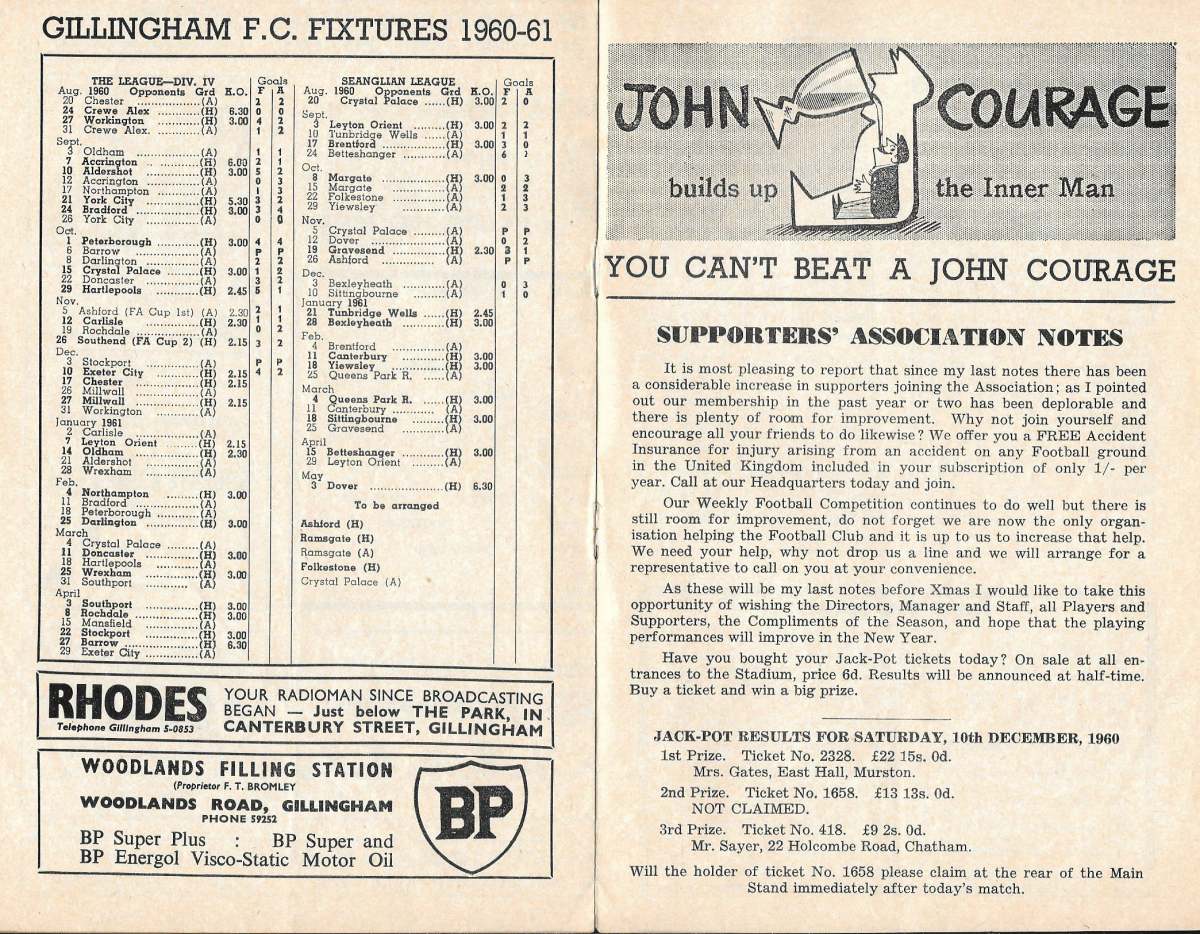 GILLINGHAM F.C. FIXTURES 1960-61
THE LEAGUE—DIV. IV Goals
Aug. 1960 Opponents Grd K.O. F A
20 Chester ................(A) 2 2
24 Crewe Alex ............(H) 6.30 0 0
27 Workington ............(H) 3.00 4 2
31 Crewe Alex. ............(A) 1 2
Sept.
3 Oldham ................(A) 1 1
7 Accrington .. ..........(H) 6.00 2 1
10 Aldershot ..............(H) 3.00 5 2
12 Accrington ............(A) 0 3
17 Northampton ..........(A) 1 3
21 York City ..............(H) 5.30 3 2
24 Bradford ..............(H) 3.00 3 4
26 York City ..............(A) 0 0
Oct.
1 Peterborough ..........(H) 3.00 4 4
6 Barrow ................(A) P P
8 Darlington ............(A) 2 2
15 Crystal Palace ........(H) 3.00 1 2
22 Doncaster ..............(A) 3 2
29 Hartlepools ............(H) 2.45 5 1
Nov.
5 Ashford (FA Cup 1st) (A) 2.30 2 1
12 Carlisle ..............(H) 2.30 1 1
19 Rochdale ..............(A) 0 2
26 Southend (FA Cup 2) (H) 2.15 3 2
Dec.
3 Stockport ..............(A) P P
10 Exeter City ............(H) 2.15 4 2
17 Chester ................(H) 2.15
26 Millwall ..............(A)
27 Millwall ..............(H) 2.15
31 Workington ............(A)
January 1961
2 Carlisle ..............(A)
7 Leyton Orient ..........(H) 2.15
14 Oldham ................(H) 2.30
21 Aldershot ..............(A)
28 Wrexham ..............(A)
Feb.
4 Northampton ..........(H) 3.00
11 Bradford ..............(A)
18 Peterborough ..........(A)
25 Darlington ............(H) 3.00
March
4 Crystal Palace ........(A)
11 Doncaster ..............(H) 3.00
18 Hartlepools ............(A)
25 Wrexham ..............(H) 3.00
31 Southport ............ (A)
April
3 Southport ..............(H) 3.00
8 Rochdale ..............(H) 3.00
15 Mansfield ..............(A)
22 Stockport ..............(H) 3.00
27 Barrow ................(H) 6.30
29 Exeter City ............(A)
SEANGLIAN LEAGUE Goals
Aug. 1960 Opponents Grd K.O. F A
20 Crystal Palace ......(H) 3.00 2 0
Sept.
3 Leyton Orient ..........(H) 3.00 2 2
10 Tunbridge Wells ......(A) 1 1
17 Brentford ..............(H) 3.00 3 0
24 Betteshanger ..........(A) 6
Oct.
8 Margate ..............(H) 3.00 0 3
15 Margate ..............(A) 2 2
22 Folkestone ............(A) 1 3
29 Yiewsley ..............(A) 2 3
Nov.
5 Crystal Palace ........(A) P P
12 Dover ................(A) 0 2
19 Gravesend ............(H) 2.30 3 1
26 Ashford ..............(A) P P
Dec.
3 Bexleyheath ..........(A) 0 3
10 Sittingbourne ..........(A) 1 0
January 1961
21 Tunbridge Wells ......(H) 2.45
28 Bexleyheath ..........(H) 3.00
Feb.
4 Brentford ..............(A)
11 Canterbury ............(H) 3.00
18 Yiewsley ..............(H) 3.00
25 Queens Park R. ......(A)
March
4 Queens Park R. ......(H) 3.00
11 Canterbury ............ (A)
18 Sittingbourne ..........(H) 3.00
25 Gravesend ............(A)
April
15 Betteshanger ..........(H) 3.00
29 Leyton Orient ........(A)
May
3 Dover ................(H) 6.30
To be arranged
Ashford (H)
Ramsgate (H)
Ramsgate (A)
Folkestone (H)
Crystal Palace (A)
RHODES
Telephone Gillingham 5-0853
YOUR RADIOMAN SINCE BROADCASTING
BEGAN — Just below THE PARK, IN
CANTERBURY STREET, GILLINGHAM
WOODLANDS FILLING STATION
(Proprietor F. T. BROMLEY
WOODLANDS ROAD, GILLINGHAM
PHONE 59252
BP Super Plus : BP Super and
BP Energol Visco-Static Motor Oil
BP
JOHN COURAGE
builds up the Inner Man
YOU CAN'T BEAT A JOHN COURAGE
SUPPORTERS' ASSOCIATION NOTES
It is most pleasing to report that since my last notes there has been
a considerable increase in supporters joining the Association; as I pointed
out our membership in the past year or two has been deplorable and
there is plenty of room for improvement. Why not join yourself and
encourage all your friends to do likewise? We offer you a FREE Accident
Insurance for injury arising from an accident on any Football ground
in the United Kingdom included in your subscription of only 1/- per
year. Call at our Headquarters today and join.
Our Weekly Football Competition continues to do well but there is
still room for improvement, do not forget we are now the only organ-
isation helping the Football Club and it is up to us to increase that help.
We need your help, why not drop us a line and we will arrange for a
representative to call on you at your convenience.
As these will be my last notes before Xmas I would like to take this
opportunity of wishing the Directors, Manager and Staff, all Players and
Supporters, the Compliments of the Season, and hope that the playing
performances will improve in the New Year.
Have you bought your Jack-Pot tickets today? On sale at all en-
trances to the Stadium, price 6d. Results will be announced at half-time.
Buy a ticket and win a big prize.
JACK-POT RESULTS FOR SATURDAY, 10th DECEMBER, 1960
1st Prize. Ticket No. 2328. £22 15s. 0d.
Mrs. Gates, East Hall, Murston.
2nd Prize. Ticket No. 1658. £13 13s. 0d.
NOT CLAIMED.
3rd Prize. Ticket No. 418. £9 2s. 0d.
Mr. Sayer, 22 Holcombe Road, Chatham.
Will the holder of ticket No. 1658 please claim at the rear of the Main
Stand immediately after today's match.